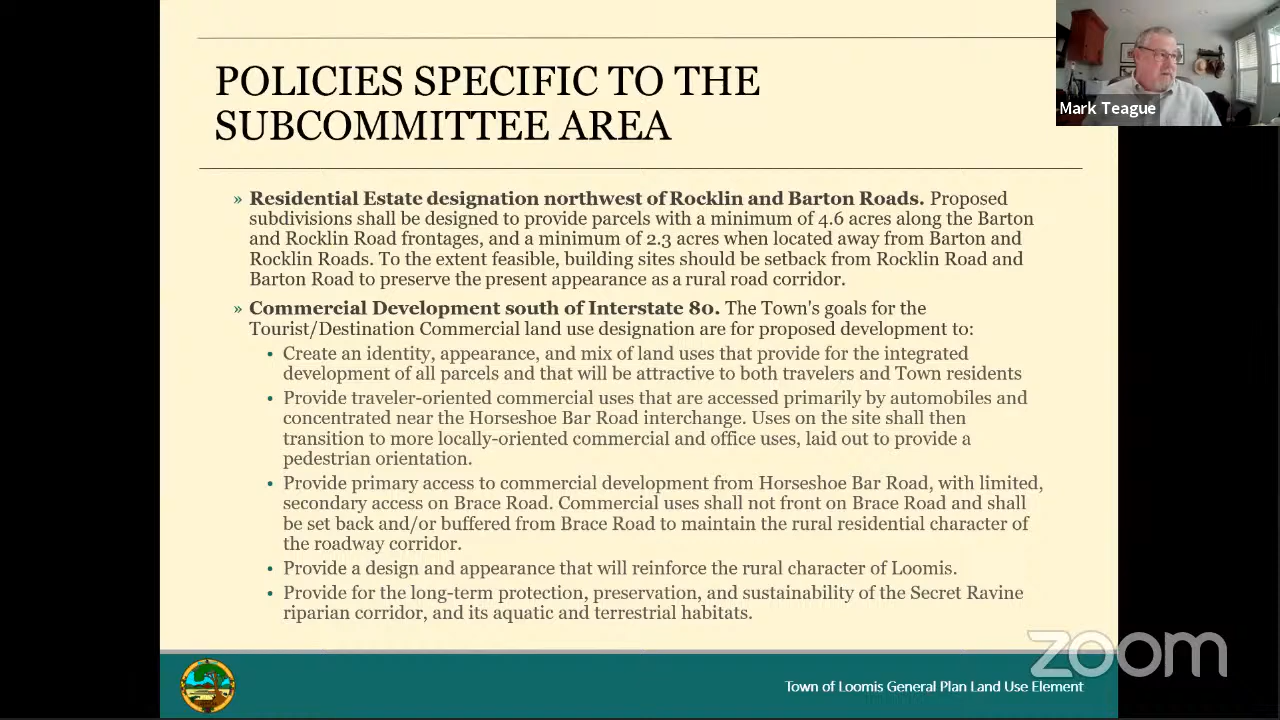 POLICIES SPECIFIC TO THE
SUBCOMMITTEE AREA
Mark Teague
» Residential Estate designation northwest of Rocklin and Barton Roads. Proposed
subdivisions shall be designed to provide parcels with a minimum of 4.6 acres along the Barton
and Rocklin Road frontages, and a minimum of 2.3 acres when located away from Barton and
Rocklin Roads. To the extent feasible, building sites should be setback from Rocklin Road and
Barton Road to preserve the present appearance as a rural road corridor.
» Commercial Development south of Interstate 80. The Town's goals for the
Tourist/Destination Commercial land use designation are for proposed development to:
• Create an identity, appearance, and mix of land uses that provide for the integrated
development of all parcels and that will be attractive to both travelers and Town residents
• Provide traveler-oriented commercial uses that are accessed primarily by automobiles and
concentrated near the Horseshoe Bar Road interchange. Uses on the site shall then
transition to more locally-oriented commercial and office uses, laid out to provide a
pedestrian orientation.
• Provide primary access to commercial development from Horseshoe Bar Road, with limited,
secondary access on Brace Road. Commercial uses shall not front on Brace Road and shall
be set back and/or buffered from Brace Road to maintain the rural residential character of
the roadway corridor.
• Provide a design and appearance that will reinforce the rural character of Loomis.
• Provide for the long-term protection, preservation, and sustainability of the Secret Ravine
riparian corridor, and its aquatic and terrestrial habitats.
zoom
Town of Loomis General Plan Land Use Element